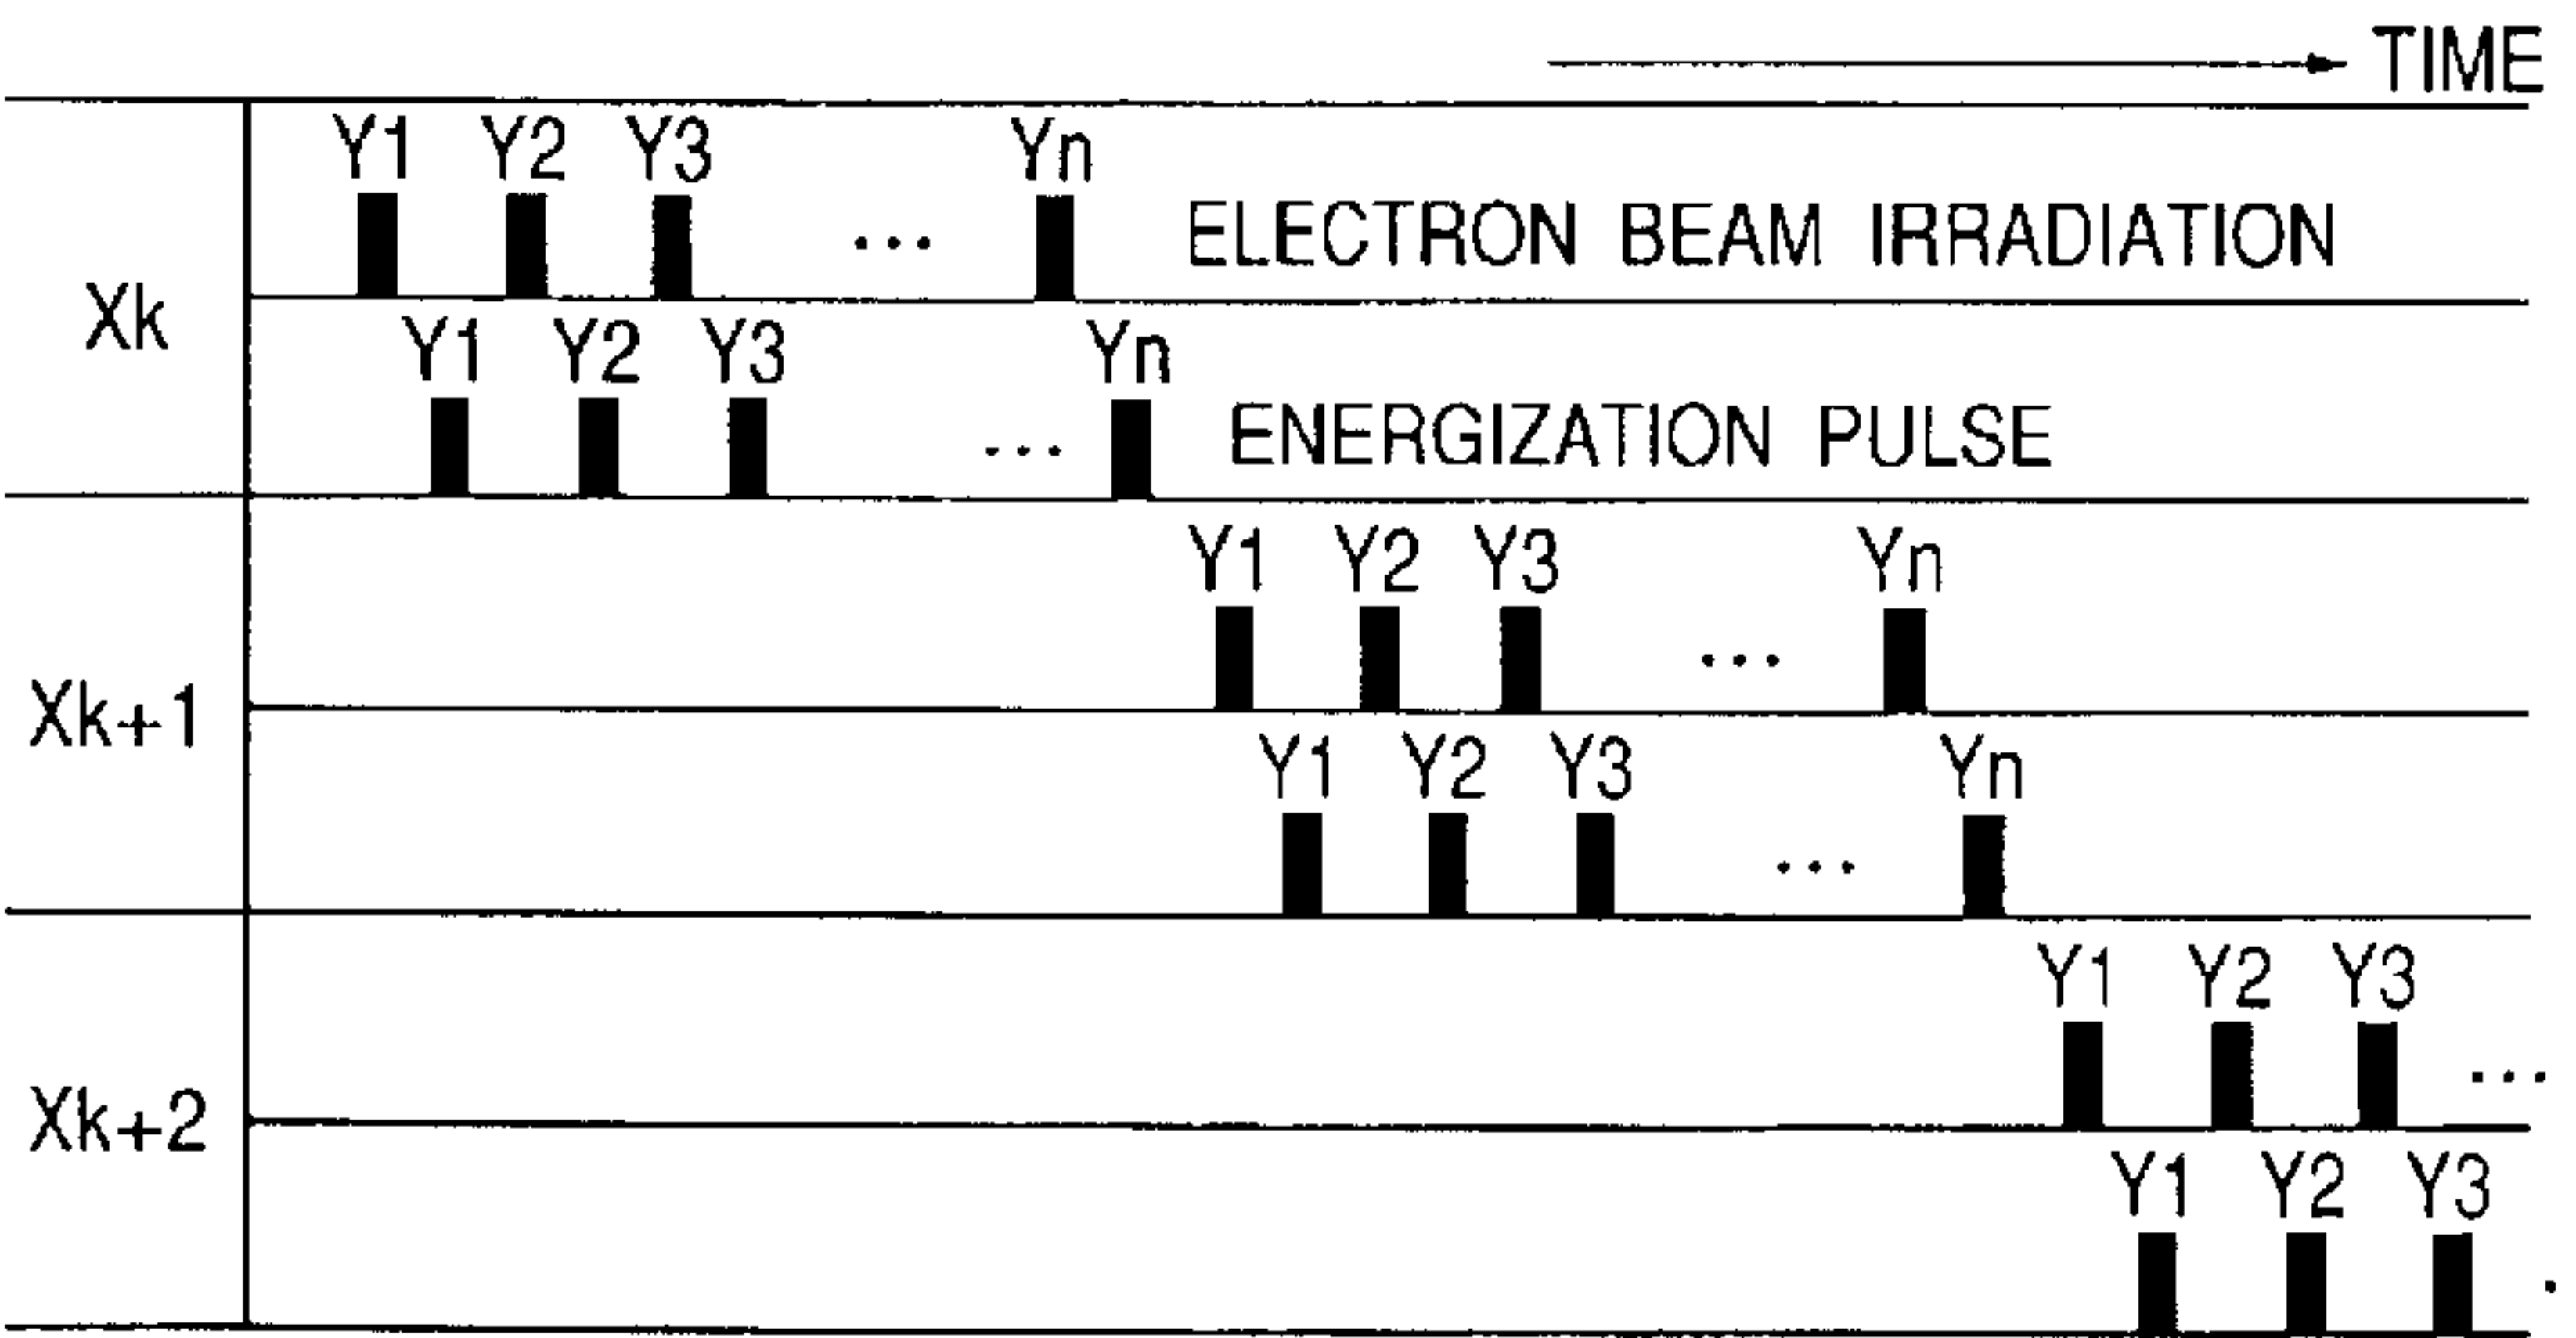 TIME
Y1 Y2 Y3 ... Yn ELECTRON BEAM IRRADIATION
Xk
Y1 Y2 Y3 ... Yn ENERGIZATION PULSE
Y1 Y2 Y3 ... Yn
Xk+1
Y1 Y2 Y3 ... Yn
Y1 Y2 Y3 ...
Xk+2
Y1 Y2 Y3 .